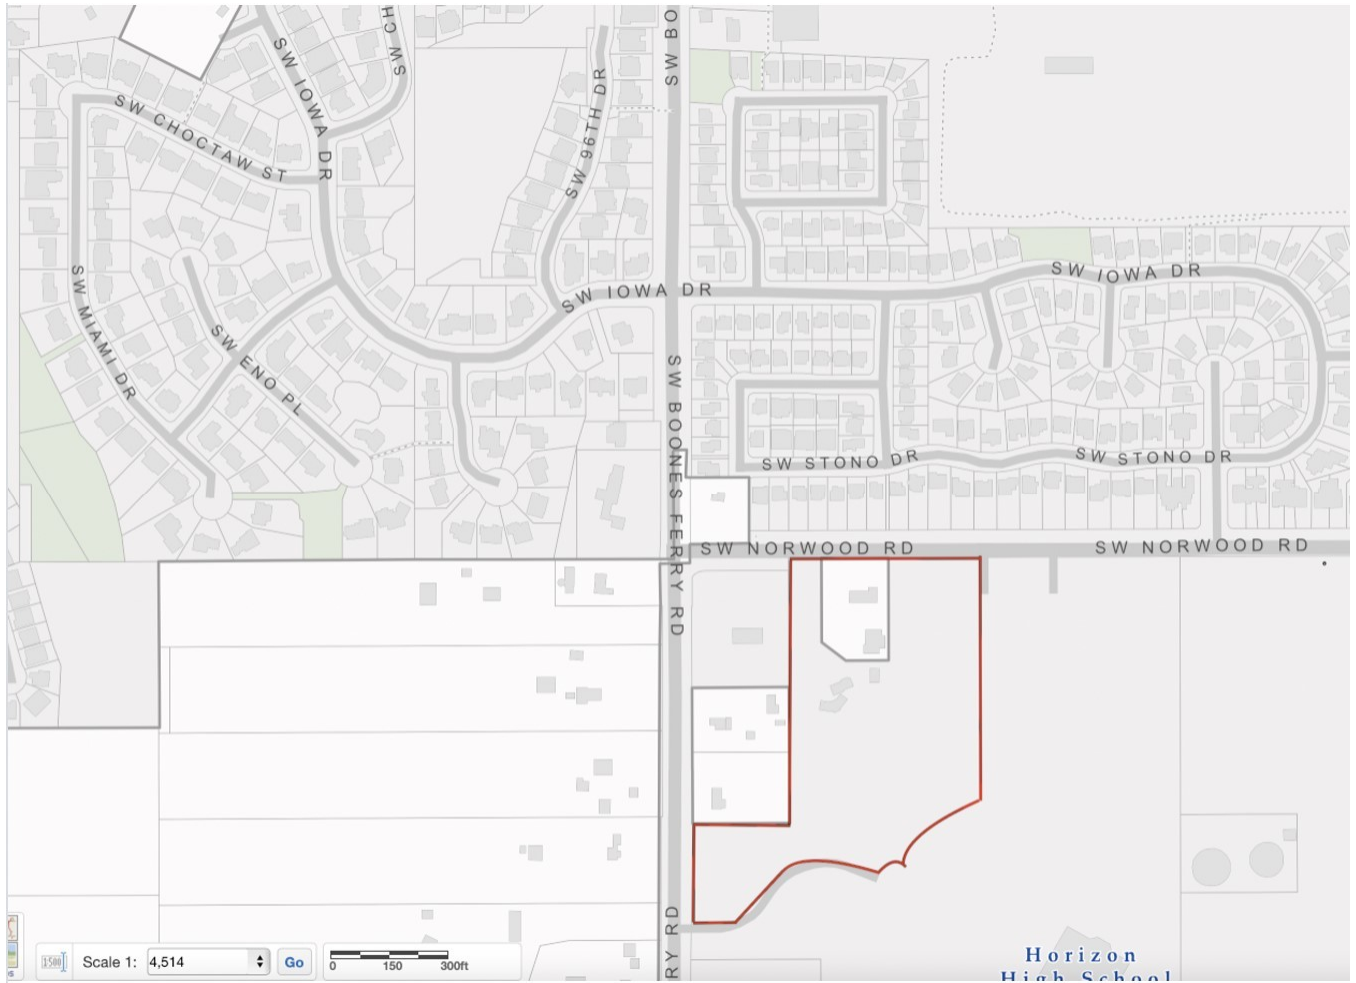 SW BO
SW CH
SW IOWA DR
SW CHOCTAW ST
SW 96TH DR
SW IOWA DR
SW MIAMI DR
SW IOWA DR
SW ENO PL
SW BOONES FERRY RD
SW STONO DR
SW STONO DR
SW NORWOOD RD
SW NORWOOD RD
RY RD
Horizon
High School
Scale 1: 4,514 Go
0 150 300ft